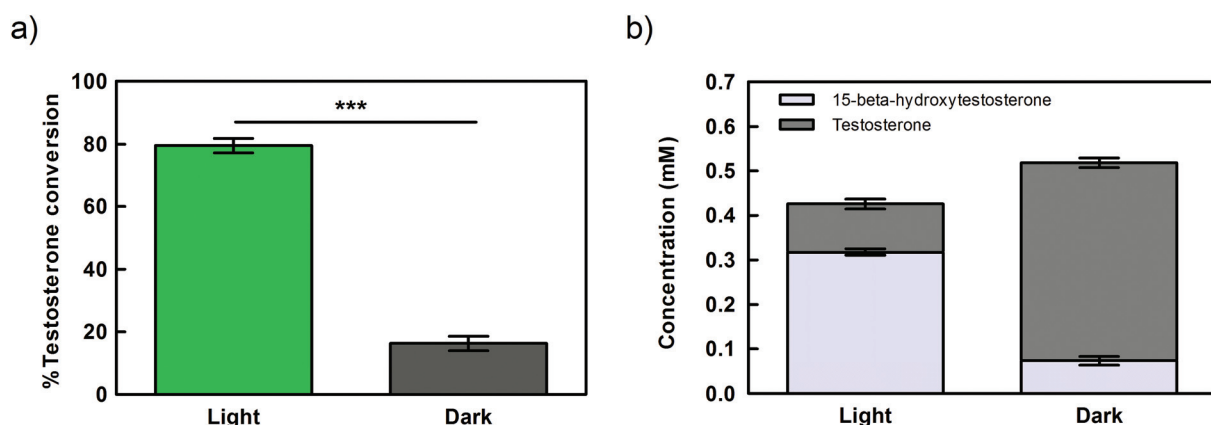 a)
%Testosterone conversion
100
80
60
40
20
0
***
Light
Dark
b)
Concentration (mM)
0.7
0.6
0.5
0.4
0.3
0.2
0.1
0.0
15-beta-hydroxytestosterone
Testosterone
Light
Dark